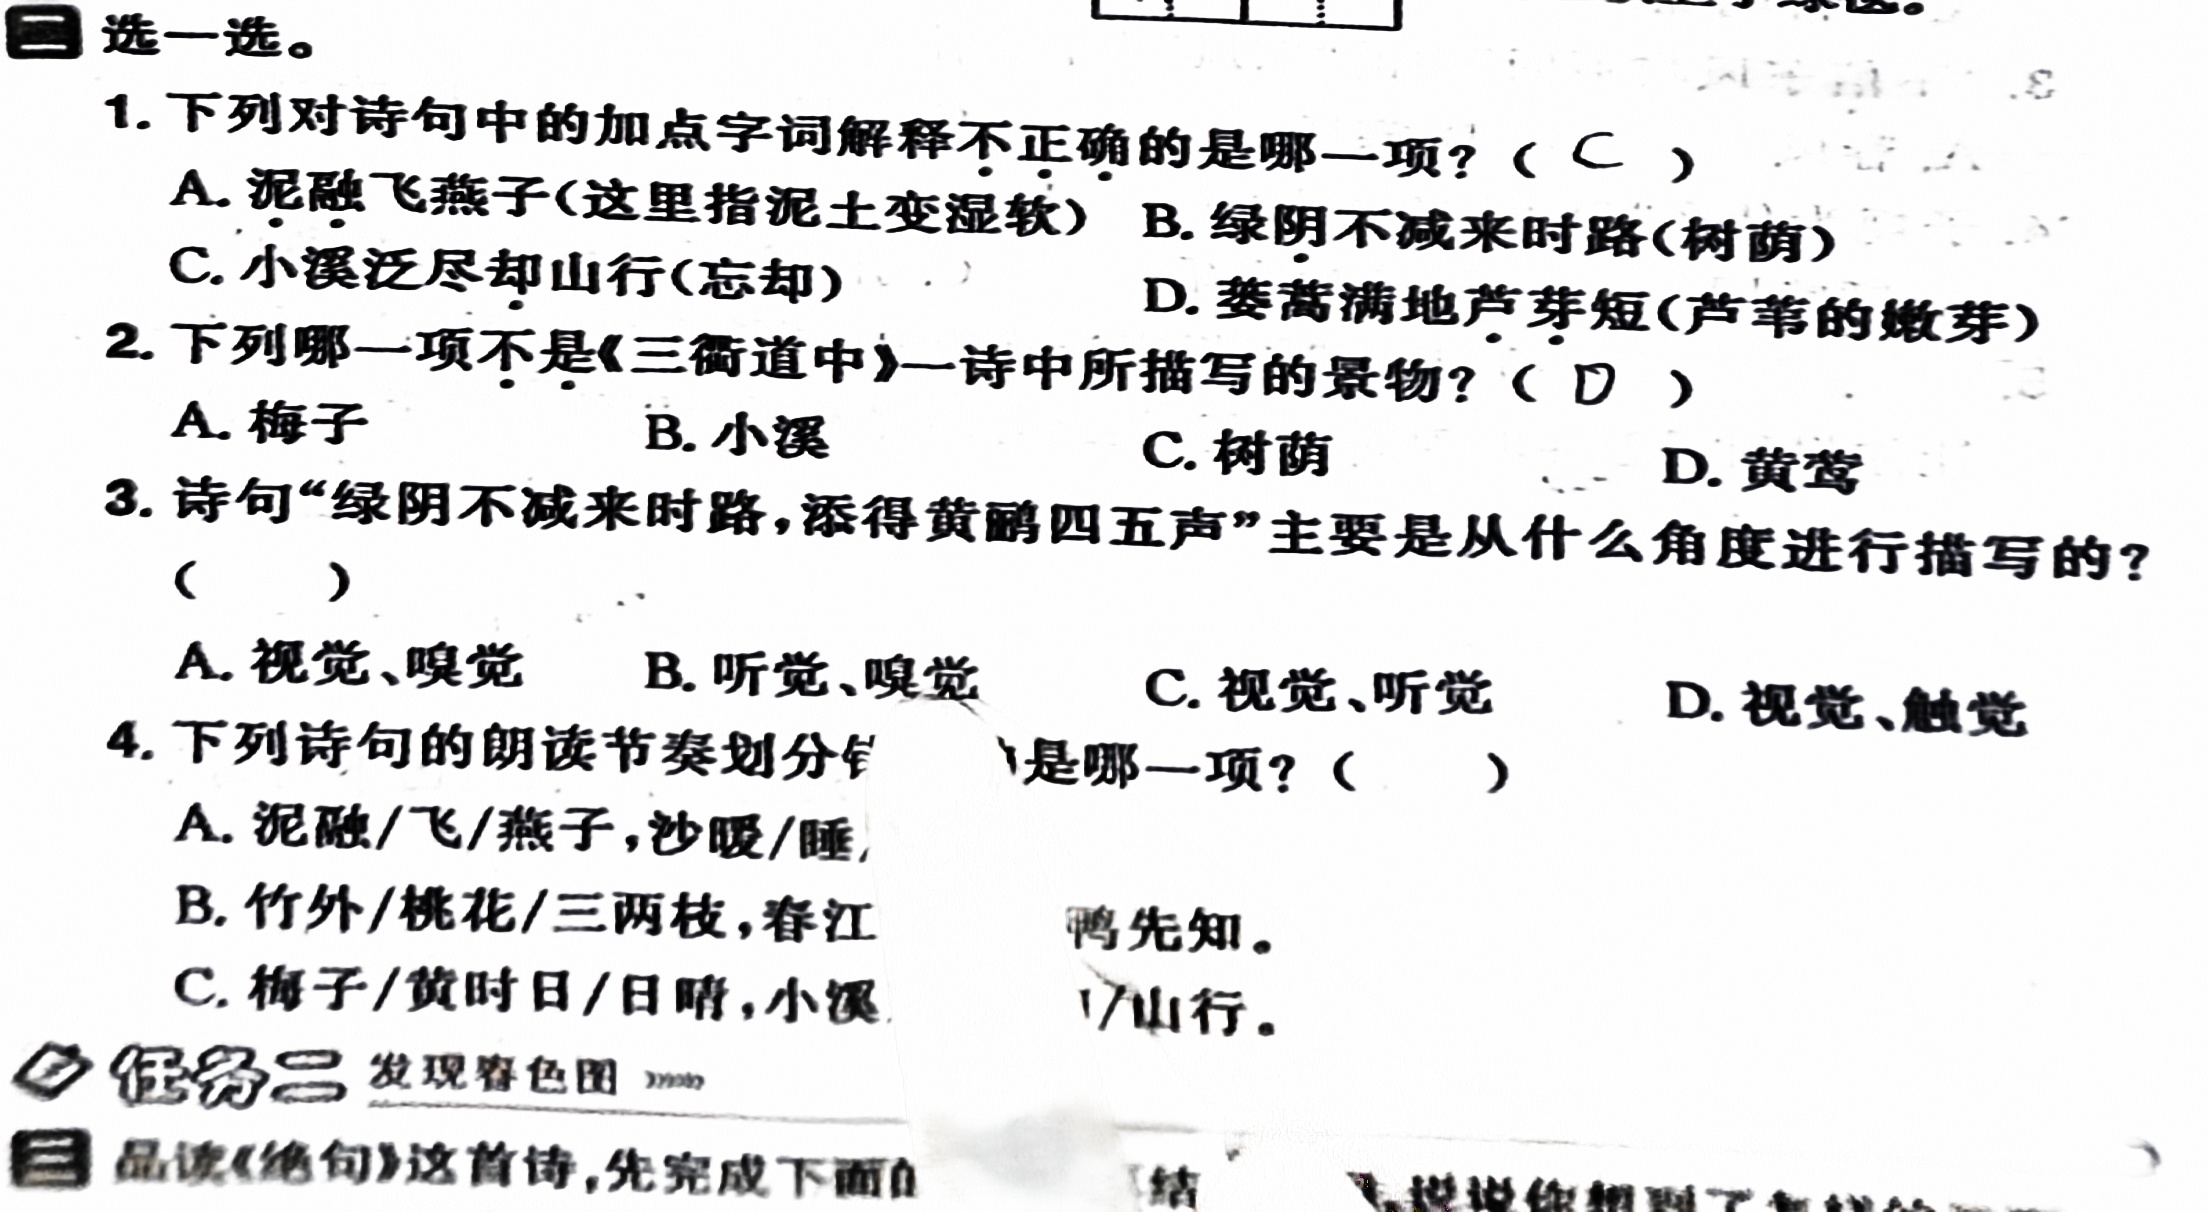 二 选一选。
1. 下列对诗句中的加点字词解释不正确的是哪一项?( C )
A. 泥融飞燕子(这里指泥土变湿软) B. 绿阴不减来时路(树荫)
C. 小溪泛尽却山行(忘却) D. 蒌蒿满地芦芽短(芦苇的嫩芽)
2. 下列哪一项不是《三衢道中》一诗中所描写的景物?( D )
A. 梅子 B. 小溪 C. 树荫 D. 黄莺
3. 诗句“绿阴不减来时路,添得黄鹂四五声”主要是从什么角度进行描写的?
( )
A. 视觉、嗅觉 B. 听觉、嗅觉 C. 视觉、听觉 D. 视觉、触觉
4. 下列诗句的朗读节奏划分 是哪一项?( )
A. 泥融/飞/燕子,沙暖/睡
B. 竹外/桃花/三两枝,春江 鸭先知。
C. 梅子/黄时日/日晴,小溪 /山行。
任务二 发现春色图
三 品读《绝句》这首诗,先完成下面 结 说说你想到了